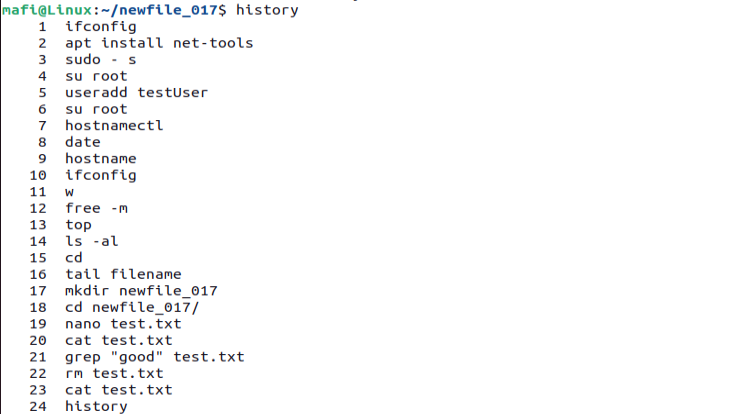 mafi@Linux:~/newfile_017$ history
1 ifconfig
2 apt install net-tools
3 sudo - s
4 su root
5 useradd testUser
6 su root
7 hostnamectl
8 date
9 hostname
10 ifconfig
11 w
12 free -m
13 top
14 ls -al
15 cd
16 tail filename
17 mkdir newfile_017
18 cd newfile_017/
19 nano test.txt
20 cat test.txt
21 grep "good" test.txt
22 rm test.txt
23 cat test.txt
24 history